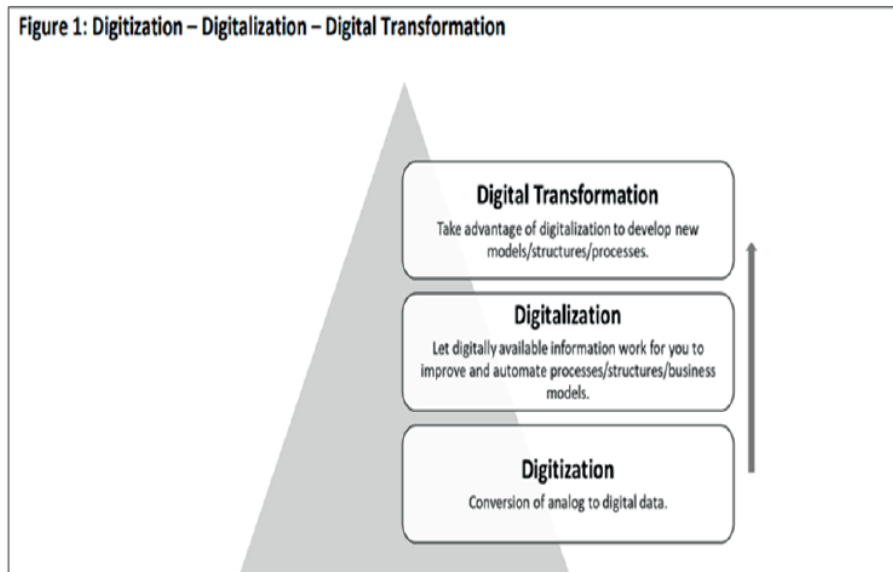 Figure 1: Digitization – Digitalization – Digital Transformation
Digital Transformation
Take advantage of digitalization to develop new
models/structures/processes.
Digitalization
Let digitally available information work for you to
improve and automate processes/structures/business
models.
Digitization
Conversion of analog to digital data.